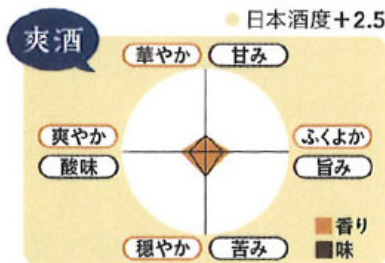 日本酒度+2.5
爽酒
華やか 甘み
爽やか ふくよか
酸味 旨み
穏やか 苦み
香り
味